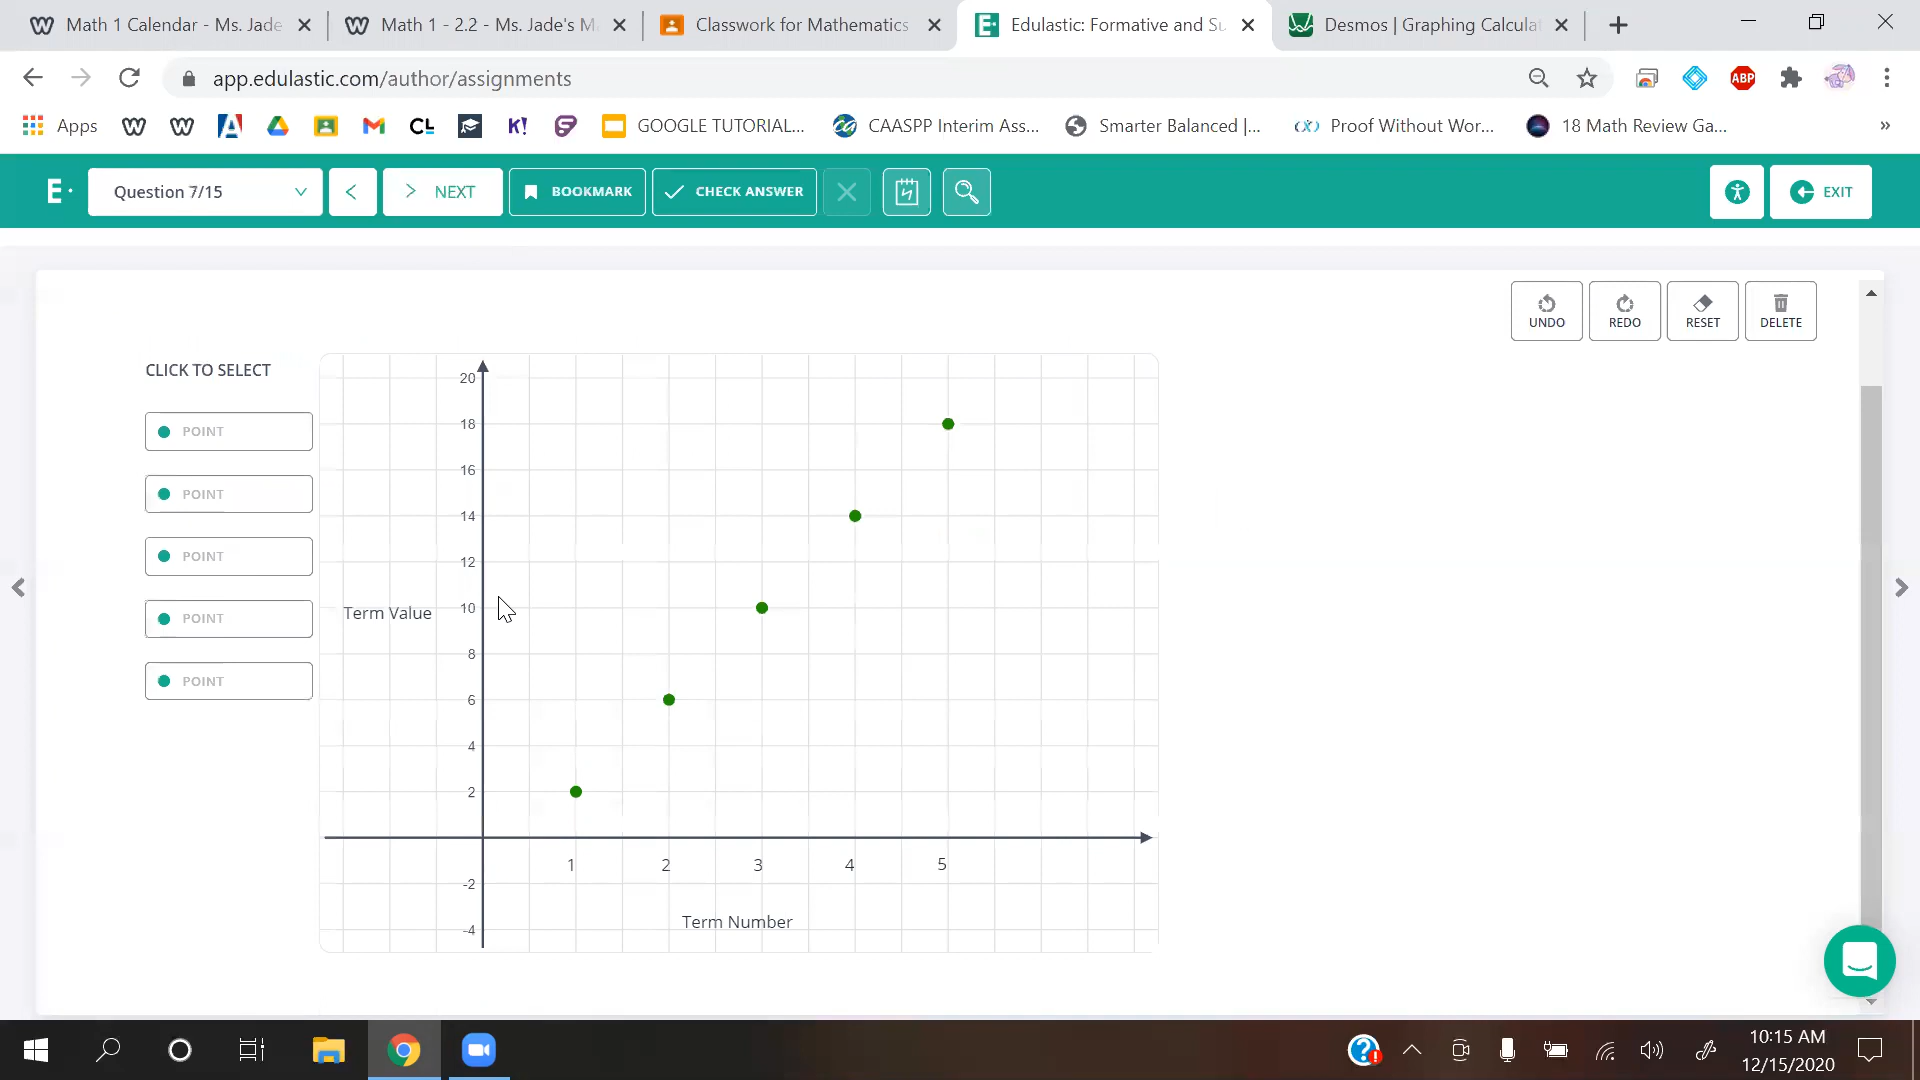 Math 1 Calendar - Ms. Jade
Math 1 - 2.2 - Ms. Jade's M
Classwork for Mathematics
Edulastic: Formative and Su
Desmos | Graphing Calculat
app.edulastic.com/author/assignments
ABP
Apps
CL
K!
GOOGLE TUTORIAL...
CAASPP Interim Ass...
Smarter Balanced |...
Proof Without Wor...
18 Math Review Ga...
»
E
Question 7/15
NEXT
BOOKMARK
CHECK ANSWER
EXIT
UNDO
REDO
RESET
DELETE
CLICK TO SELECT
POINT
POINT
POINT
POINT
POINT
20
18
16
14
12
Term Value
10
8
6
4
2
1 2 3 4 5
-2
Term Number
-4
10:15 AM
12/15/2020